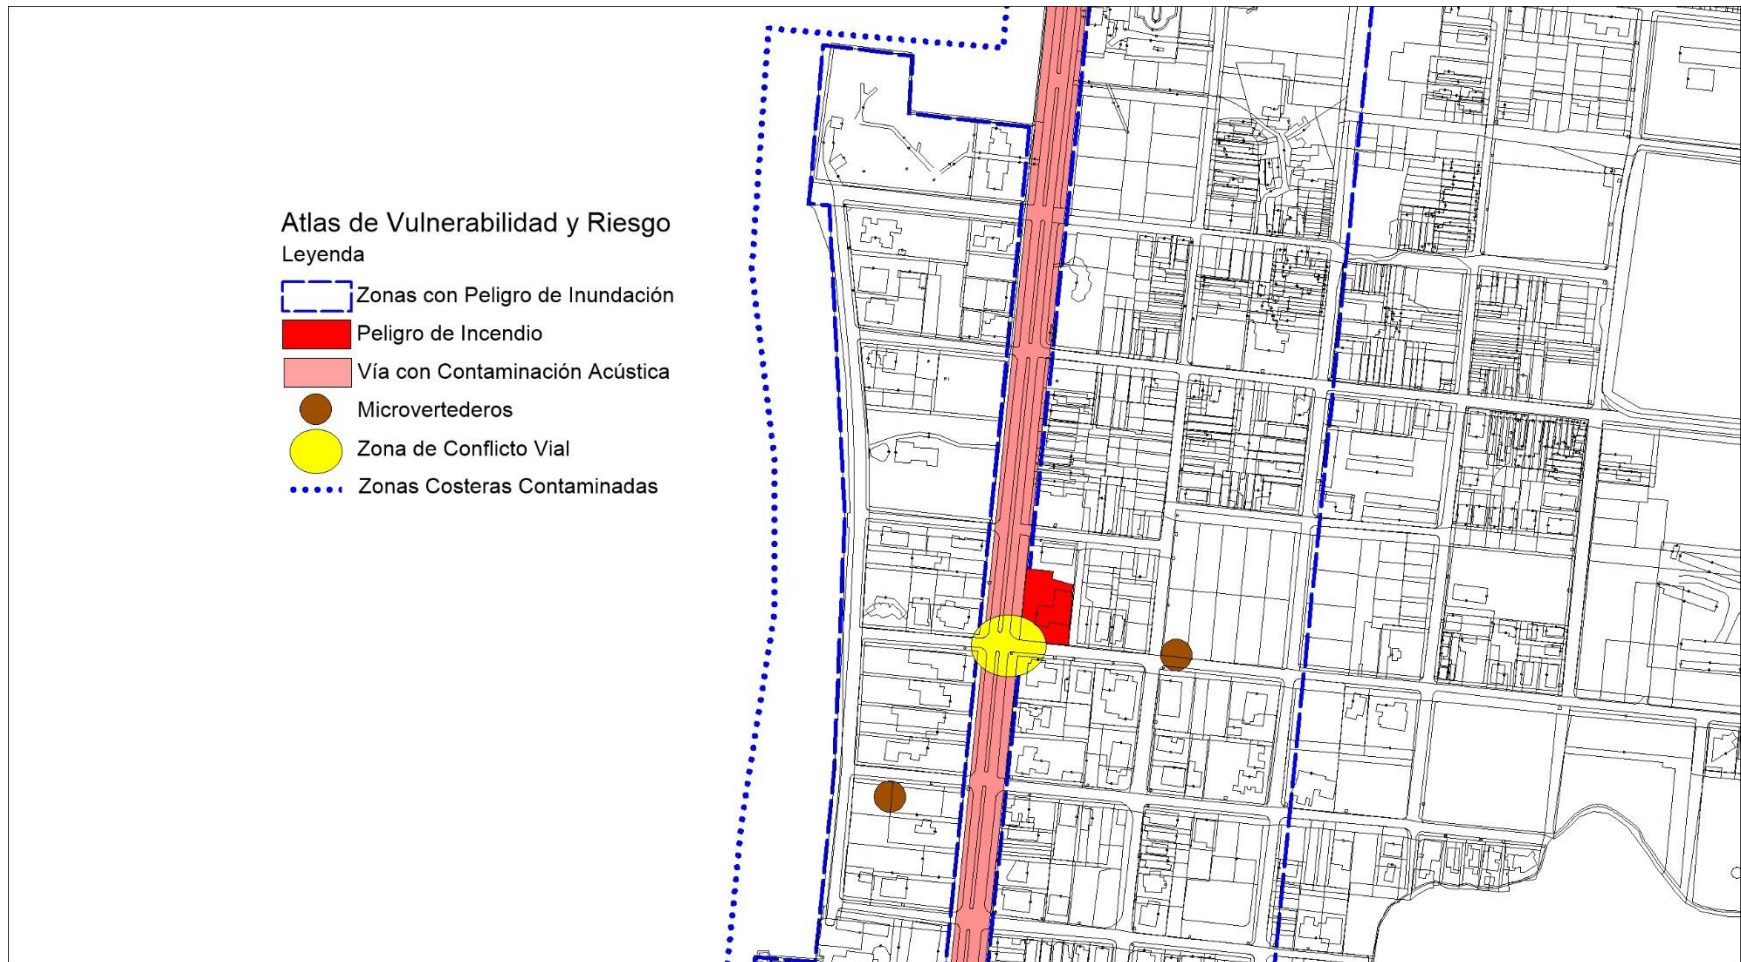 Atlas de Vulnerabilidad y Riesgo
Leyenda
Zonas con Peligro de Inundación
Peligro de Incendio
Vía con Contaminación Acústica
Microvertederos
Zona de Conflicto Vial
Zonas Costeras Contaminadas